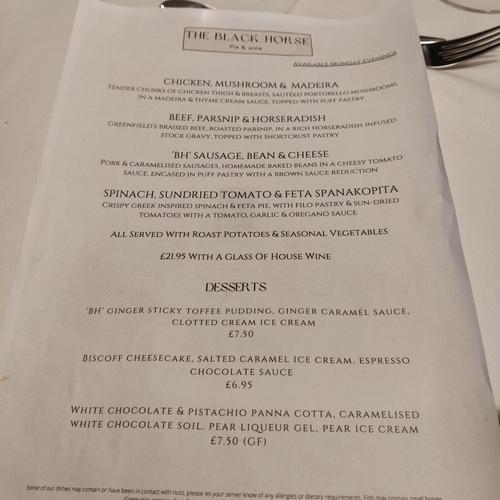 THE BLACK HORSE
Pie & wine
AVAILABLE MONDAY EVENINGS
CHICKEN, MUSHROOM & MADEIRA
TENDER CHUNKS OF CHICKEN THIGH & BREASTS, SAUTÉED PORTOBELLO MUSHROOMS,
IN A MADEIRA & THYME CREAM SAUCE, TOPPED WITH PUFF PASTRY
BEEF, PARSNIP & HORSERADISH
GREENFIELD'S BRAISED BEEF, ROASTED PARSNIP, IN A RICH HORSERADISH INFUSED
STOCK GRAVY, TOPPED WITH SHORTCRUST PASTRY
'BH' SAUSAGE, BEAN & CHEESE
PORK & CARAMELISED SAUSAGES, HOMEMADE BAKED BEANS IN A CHEESY TOMATO
SAUCE, ENCASED IN PUFF PASTRY WITH A BROWN SAUCE REDUCTION
SPINACH, SUNDRIED TOMATO & FETA SPANAKOPITA
CRISPY GREEK INSPIRED SPINACH & FETA PIE, WITH FILO PASTRY & SUN-DRIED
TOMATOES WITH A TOMATO, GARLIC & OREGANO SAUCE
ALL SERVED WITH ROAST POTATOES & SEASONAL VEGETABLES
£21.95 WITH A GLASS OF HOUSE WINE
DESSERTS
'BH' GINGER STICKY TOFFEE PUDDING, GINGER CARAMEL SAUCE,
CLOTTED CREAM ICE CREAM
£7.50
BISCOFF CHEESECAKE, SALTED CARAMEL ICE CREAM, ESPRESSO
CHOCOLATE SAUCE
£6.95
WHITE CHOCOLATE & PISTACHIO PANNA COTTA, CARAMELISED
WHITE CHOCOLATE SOIL, PEAR LIQUEUR GEL, PEAR ICE CREAM
£7.50 (GF)
Some of our dishes may contain or have been in contact with nuts, please let your server know of any allergies or dietary requirements. Fish may contain small bones.